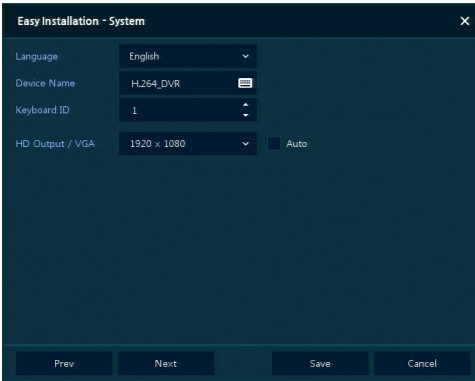 Easy Installation - System
Language English
Device Name H.264_DVR
Keyboard ID 1
HD Output / VGA 1920 x 1080 Auto
Prev Next Save Cancel